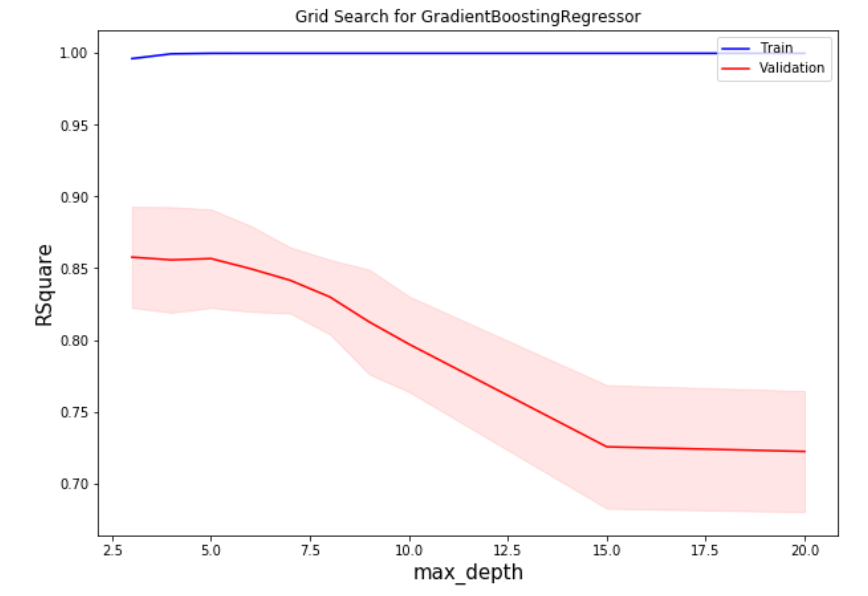 Grid Search for GradientBoostingRegressor
Train
Validation
RSquare
1.00
0.95
0.90
0.85
0.80
0.75
0.70
2.5 5.0 7.5 10.0 12.5 15.0 17.5 20.0
max_depth